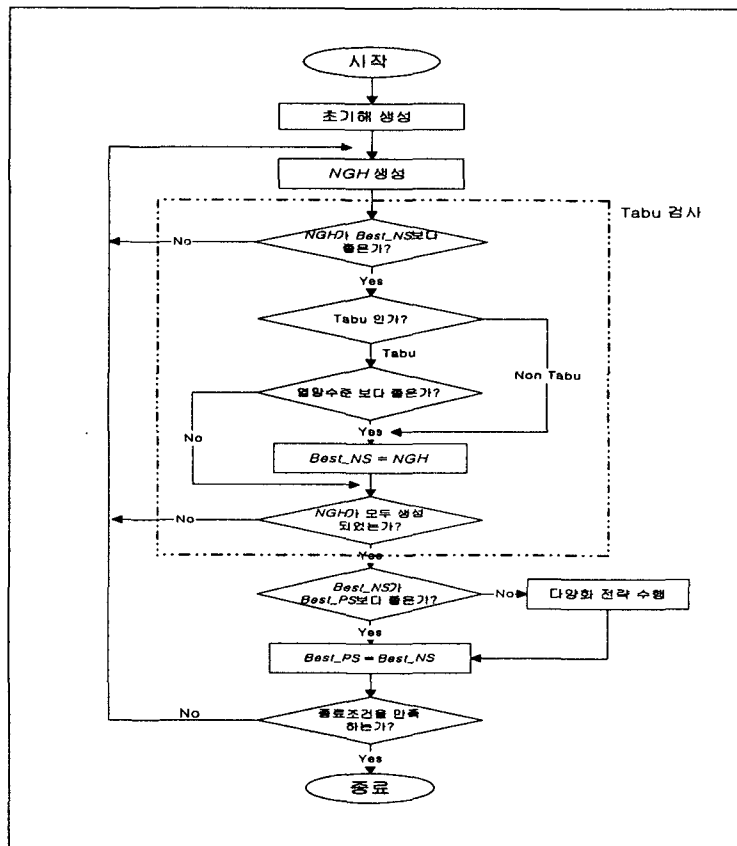 시작
초기해 생성
NGH 생성
Tabu 검사
NGH가 Best_NS보다
좋은가?
No
Yes
Tabu 인가?
Tabu
Non Tabu
열망수준 보다 좋은가?
No
Yes
Best_NS = NGH
NGH가 모두 생성
되었는가?
No
Yes
Best_NS가
Best_PS보다 좋은가?
No
다양화 전략 수행
Yes
Best_PS = Best_NS
종료조건을 만족
하는가?
No
Yes
종료